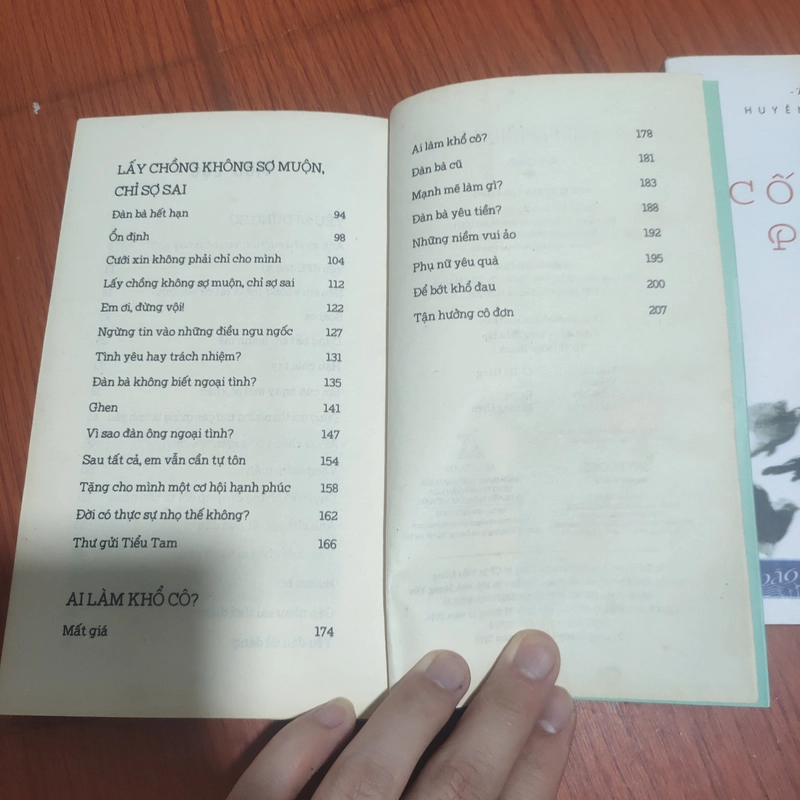 LẤY CHỒNG KHÔNG SỢ MUỘN,
CHỈ SỢ SAI
Đàn bà hết hạn 94
Ổn định 98
Cưới xin không phải chỉ cho mình 104
Lấy chồng không sợ muộn, chỉ sợ sai 112
Em ơi, đừng vội! 122
Ngừng tin vào những điều ngu ngốc 127
Tình yêu hay trách nhiệm? 131
Đàn bà không biết ngoại tình? 135
Ghen 141
Vì sao đàn ông ngoại tình? 147
Sau tất cả, em vẫn cần tự tôn 154
Tặng cho mình một cơ hội hạnh phúc 158
Đời có thực sự nhọ thế không? 162
Thư gửi Tiểu Tam 166
AI LÀM KHỔ CÔ?
Mất giá 174
Ai làm khổ cô? 178
Đàn bà cũ 181
Mạnh mẽ làm gì? 183
Đàn bà yêu tiền? 188
Những niềm vui ảo 192
Phụ nữ yêu quà 195
Để bớt khổ đau 200
Tận hưởng cô đơn 207
HUYÊN
CỐ
P